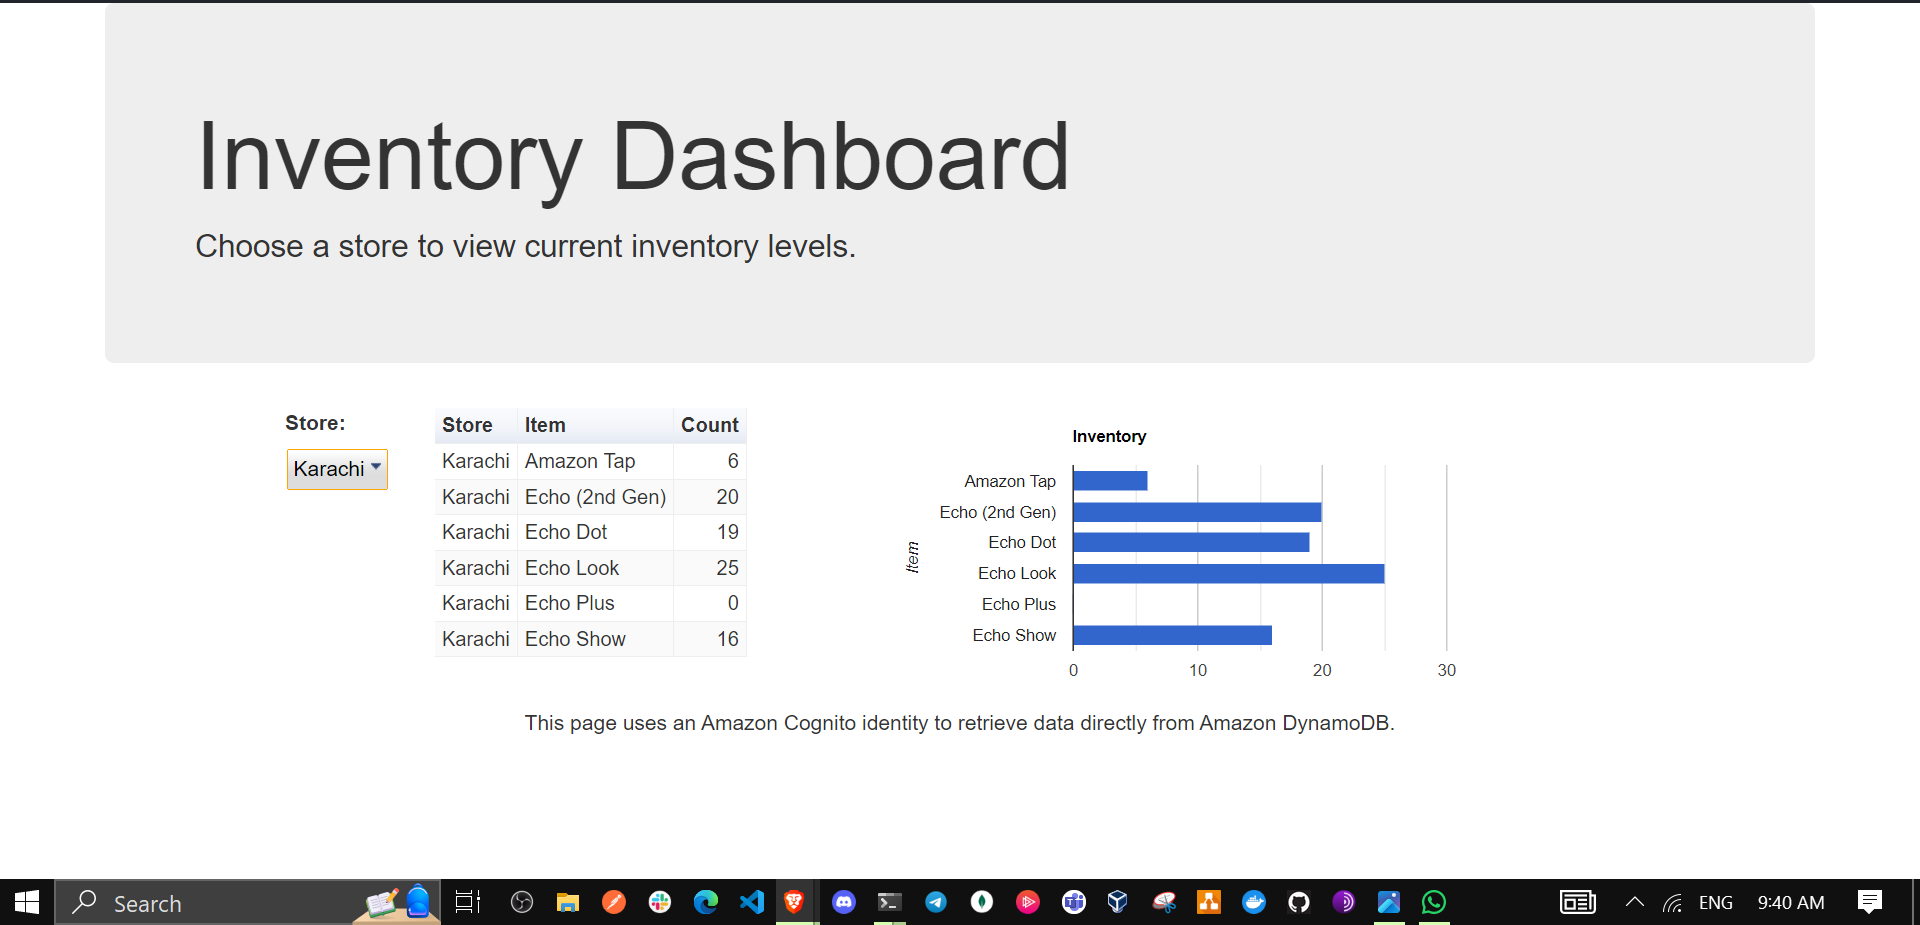 Inventory Dashboard
Choose a store to view current inventory levels.
Store:
Karachi
Store Item Count
Karachi Amazon Tap 6
Karachi Echo (2nd Gen) 20
Karachi Echo Dot 19
Karachi Echo Look 25
Karachi Echo Plus 0
Karachi Echo Show 16
Inventory
Item
Amazon Tap
Echo (2nd Gen)
Echo Dot
Echo Look
Echo Plus
Echo Show
0 10 20 30
This page uses an Amazon Cognito identity to retrieve data directly from Amazon DynamoDB.
Search
ENG
9:40 AM